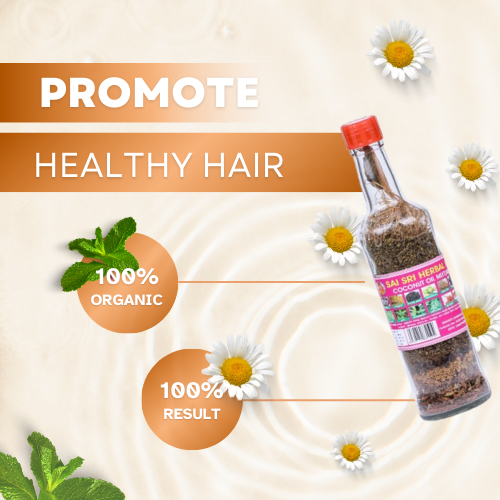 PROMOTE
HEALTHY HAIR
100%
ORGANIC
100%
RESULT
SAI SRI HERBAL
COCONUT OIL